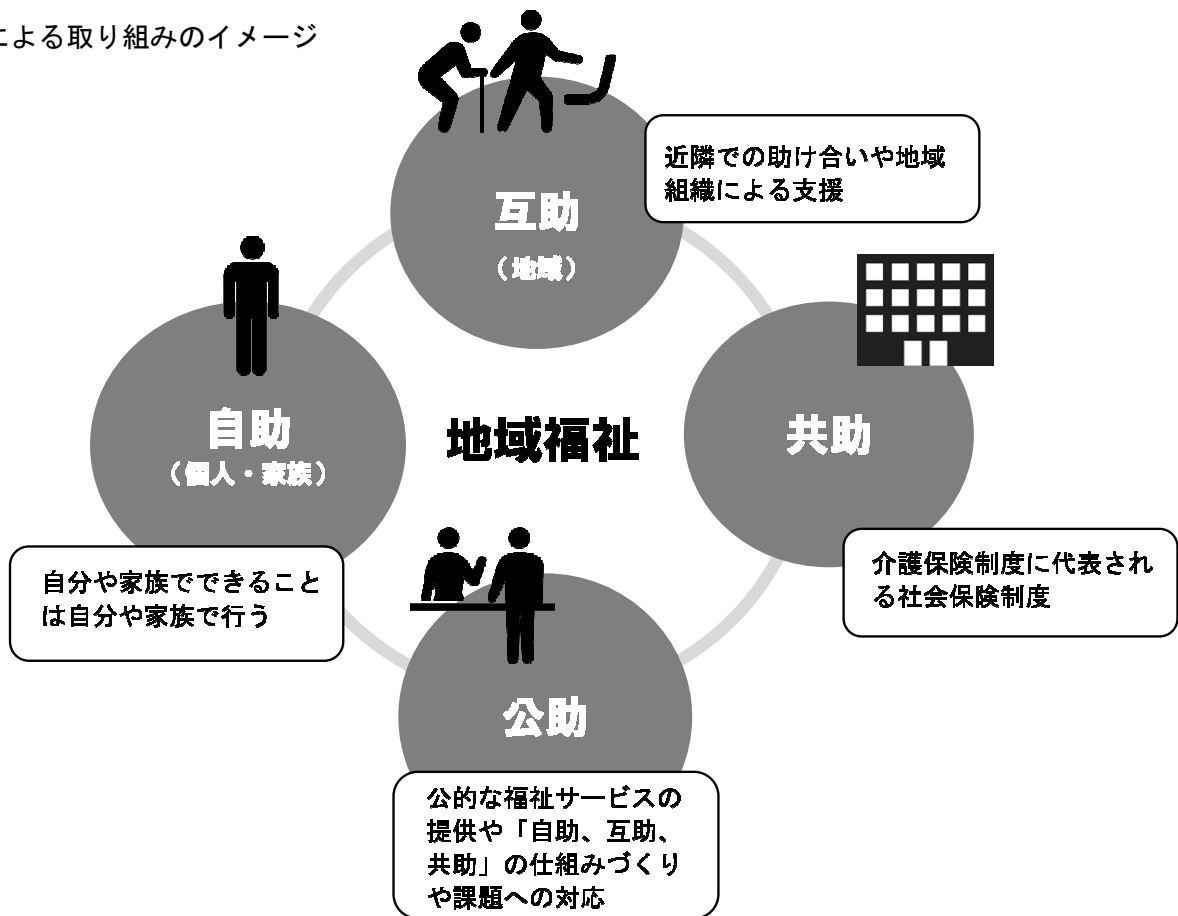 による取り組みのイメージ
互助
（地域）
近隣での助け合いや地域
組織による支援
自助
（個人・家族）
地域福祉
共助
自分や家族でできること
は自分や家族で行う
介護保険制度に代表され
る社会保険制度
公助
公的な福祉サービスの
提供や「自助、互助、
共助」の仕組みづくり
や課題への対応